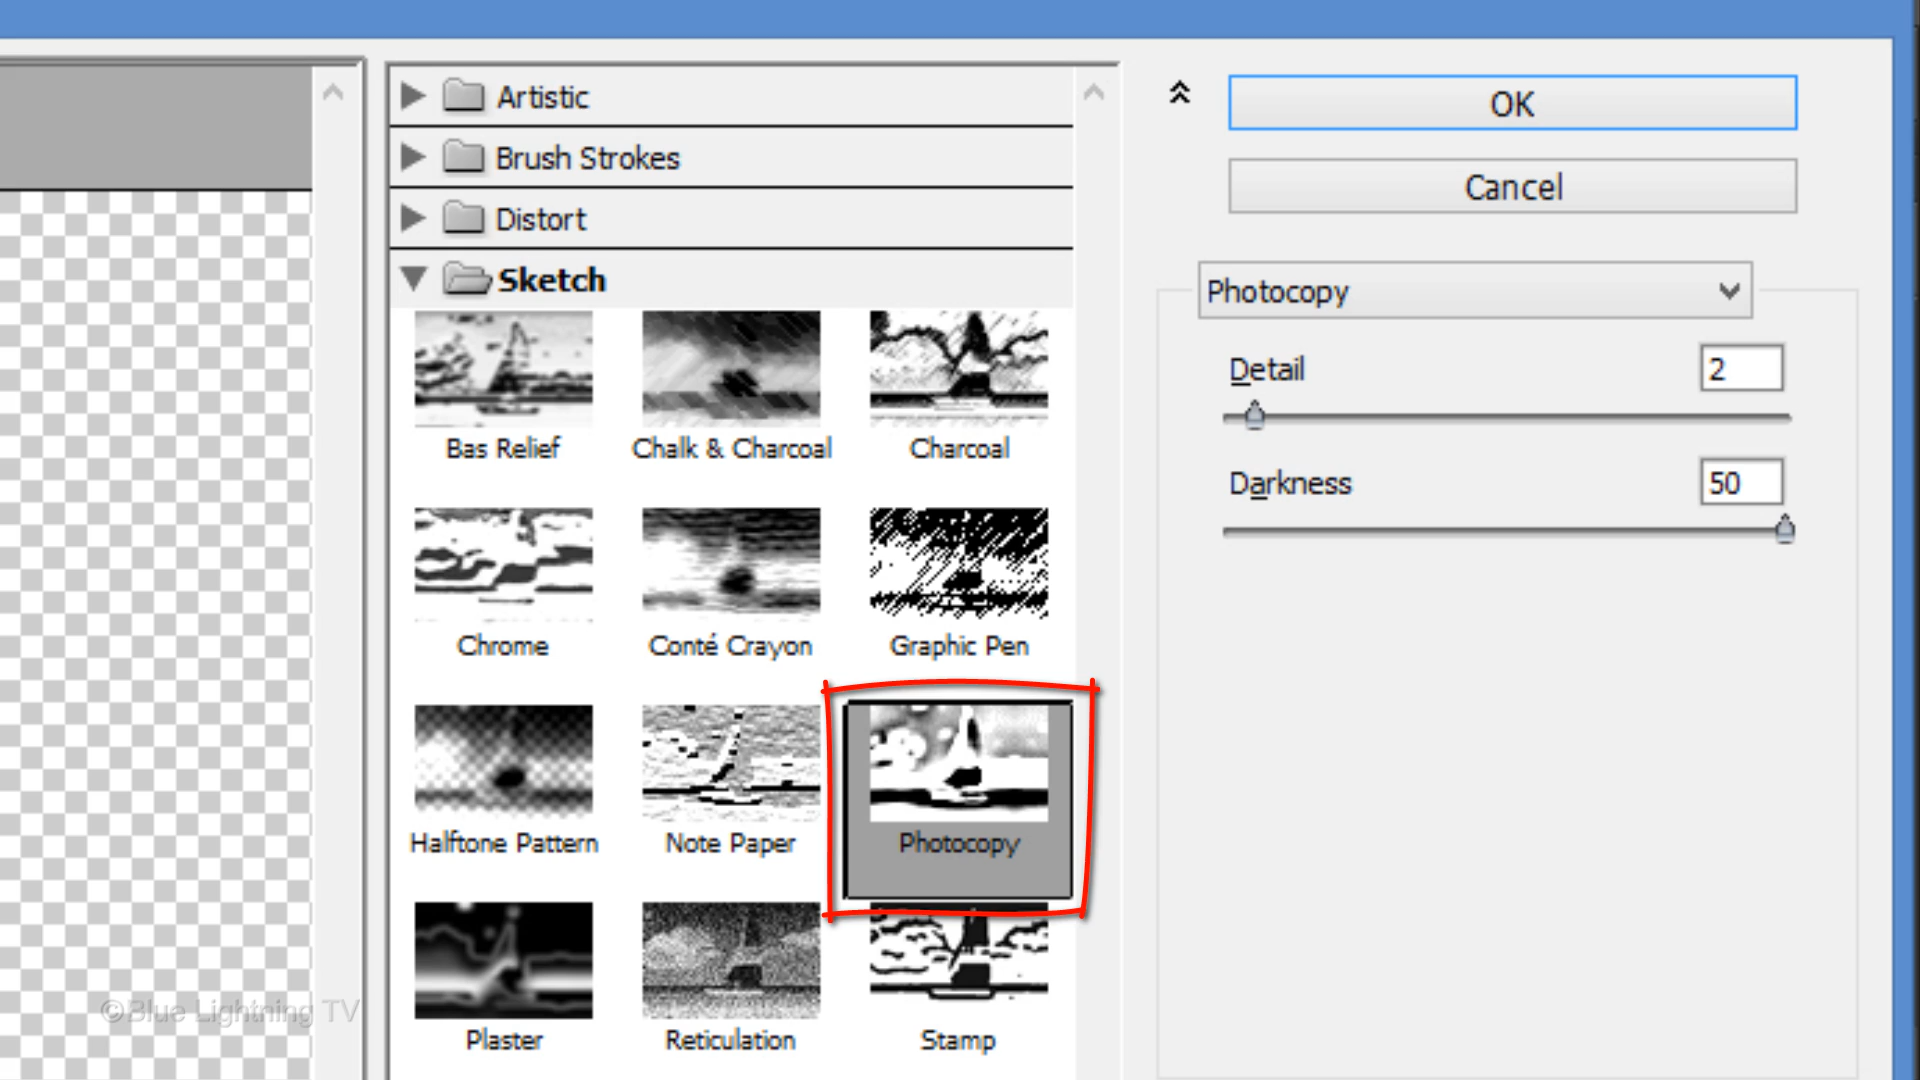 Artistic
Brush Strokes
Distort
Sketch
Bas Relief
Chalk & Charcoal
Charcoal
Chrome
Conté Crayon
Graphic Pen
Halftone Pattern
Note Paper
Photocopy
Plaster
Reticulation
Stamp
OK
Cancel
Photocopy
Detail
2
Darkness
50
©Blue Lightning TV